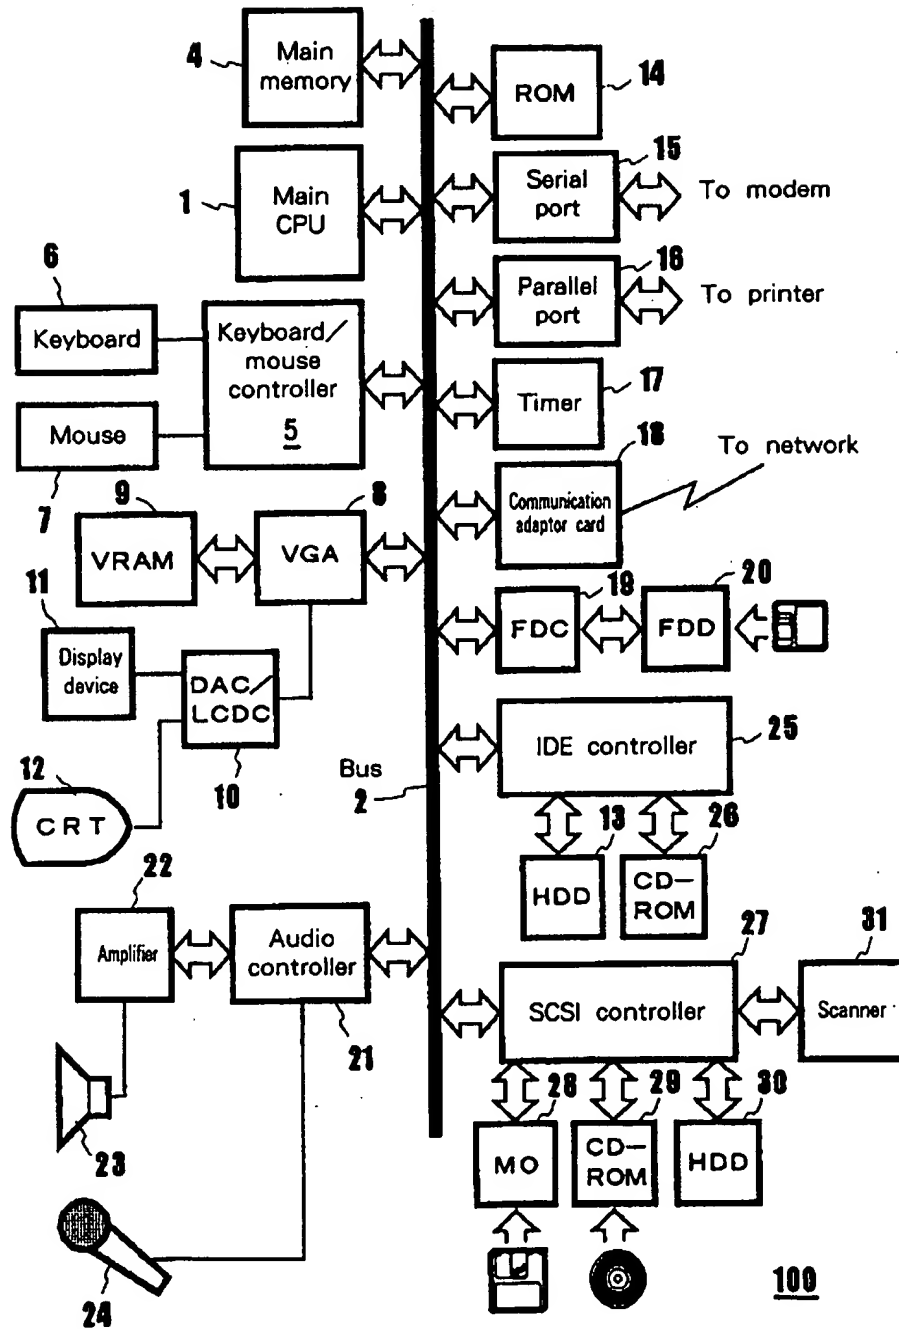 4
Main
memory
ROM
14
1
Main
CPU
15
Serial
port
To modem
6
Keyboard
Keyboard/
mouse
controller
5
16
Parallel
port
To printer
Mouse
7
17
Timer
18
To network
Communication
adaptor card
9
VRAM
8
VGA
19
FDC
20
FDD
11
Display
device
DAC/
LCDC
10
25
IDE controller
Bus
2
12
CRT
13
HDD
26
CD-
ROM
22
Amplifier
Audio
controller
21
27
SCSI controller
31
Scanner
23
28
MO
29
CD-
ROM
30
HDD
24
100